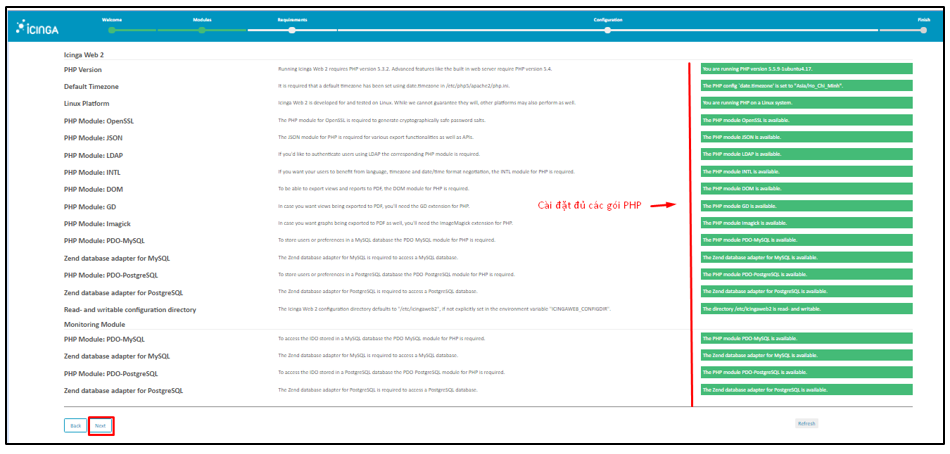 ICINGA
Welcome Modules Requirements Configuration Finish
Icinga Web 2
PHP Version Running Icinga Web 2 requires PHP version 5.3.2. Advanced features like the built-in web server require PHP version 5.4. You are running PHP version 5.5.9-1ubuntu4.17.
Default Timezone It is required that a default timezone has been set using date.timezone in /etc/php5/apache2/php.ini. The PHP config `date.timezone' is set to "Asia/Ho_Chi_Minh".
Linux Platform Icinga Web 2 is developed for and tested on Linux. While we cannot guarantee they will, other platforms may also perform as well. You are running PHP on a Linux system.
PHP Module: OpenSSL The PHP module for OpenSSL is required to generate cryptographically safe password salts. The PHP module OpenSSL is available.
PHP Module: JSON The JSON module for PHP is required for various export functionalities as well as APIs. The PHP module JSON is available.
PHP Module: LDAP If you'd like to authenticate users using LDAP the corresponding PHP module is required. The PHP module LDAP is available.
PHP Module: INTL If you want your users to benefit from language, timezone and date/time format negotiation, the INTL module for PHP is required. The PHP module INTL is available.
PHP Module: DOM To be able to export views and reports to PDF, the DOM module for PHP is required. The PHP module DOM is available.
PHP Module: GD In case you want views being exported to PDF, you'll need the GD extension for PHP. The PHP module GD is available.
Cài đặt đủ các gói PHP
PHP Module: Imagick In case you want graphs being exported to PDF as well, you'll need the ImageMagick extension for PHP. The PHP module Imagick is available.
PHP Module: PDO-MySQL To store users or preferences in a MySQL database the PDO-MySQL module for PHP is required. The PHP module PDO-MySQL is available.
Zend database adapter for MySQL The Zend database adapter for MySQL is required to access a MySQL database. The Zend database adapter for MySQL is available.
PHP Module: PDO-PostgreSQL To store users or preferences in a PostgreSQL database the PDO-PostgreSQL module for PHP is required. The PHP module PDO-PostgreSQL is available.
Zend database adapter for PostgreSQL The Zend database adapter for PostgreSQL is required to access a PostgreSQL database. The Zend database adapter for PostgreSQL is available.
Read- and writable configuration directory The Icinga Web 2 configuration directory defaults to "/etc/icingaweb2", if not explicitly set in the environment variable "ICINGAWEB_CONFIGDIR". The directory /etc/icingaweb2 is read- and writable.
Monitoring Module
PHP Module: PDO-MySQL To access the IDO stored in a MySQL database the PDO-MySQL module for PHP is required. The PHP module PDO-MySQL is available.
Zend database adapter for MySQL The Zend database adapter for MySQL is required to access a MySQL database. The Zend database adapter for MySQL is available.
PHP Module: PDO-PostgreSQL To access the IDO stored in a PostgreSQL database the PDO-PostgreSQL module for PHP is required. The PHP module PDO-PostgreSQL is available.
Zend database adapter for PostgreSQL The Zend database adapter for PostgreSQL is required to access a PostgreSQL database. The Zend database adapter for PostgreSQL is available.
Back Next Refresh